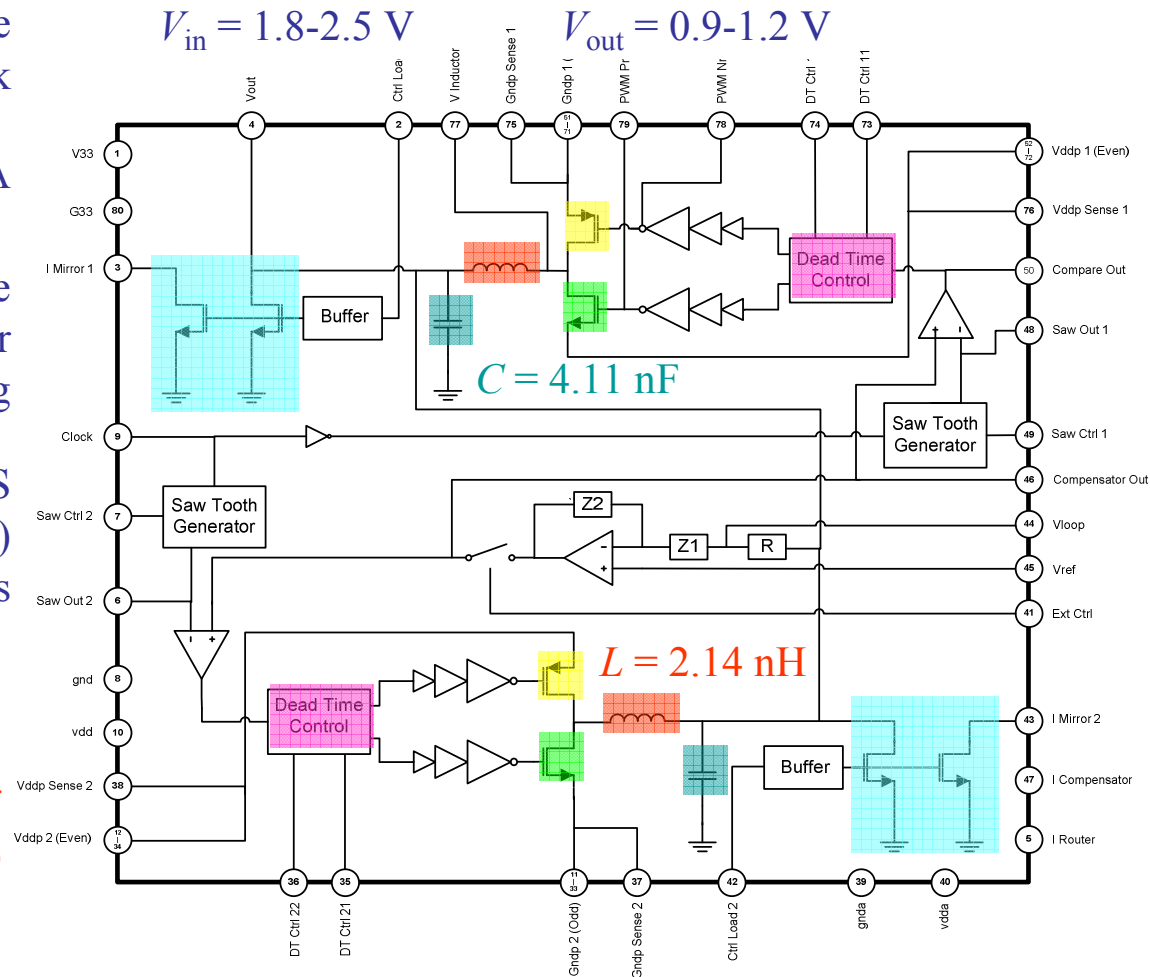 V_in = 1.8-2.5 V
V_out = 0.9-1.2 V
Vout
Ctrl Loa
V Inductor
Gndp Sense 1
Gndp 1 (
PWM Pr
PWM Nr
DT Ctrl
DT Ctrl 11
4
2
77
75
51
71
79
78
74
73
V33
1
G33
80
I Mirror 1
3
52
72
Vddp 1 (Even)
76
Vddp Sense 1
50
Compare Out
48
Saw Out 1
Dead Time
Control
Buffer
+
-
C = 4.11 nF
Saw Tooth
Generator
49
Saw Ctrl 1
Clock
9
46
Compensator Out
Saw Tooth
Generator
Saw Ctrl 2
7
Z2
Z1
R
-
+
44
Vloop
45
Vref
41
Ext Ctrl
Saw Out 2
6
-
+
L = 2.14 nH
gnd
8
vdd
10
Vddp Sense 2
38
Vddp 2 (Even)
12
34
Dead Time
Control
Buffer
43
I Mirror 2
47
I Compensator
5
I Router
36
35
11
33
37
42
39
40
DT Ctrl 22
DT Ctrl 21
Gndp 2 (Odd)
Gndp Sense 2
Ctrl Load 2
gnda
vdda